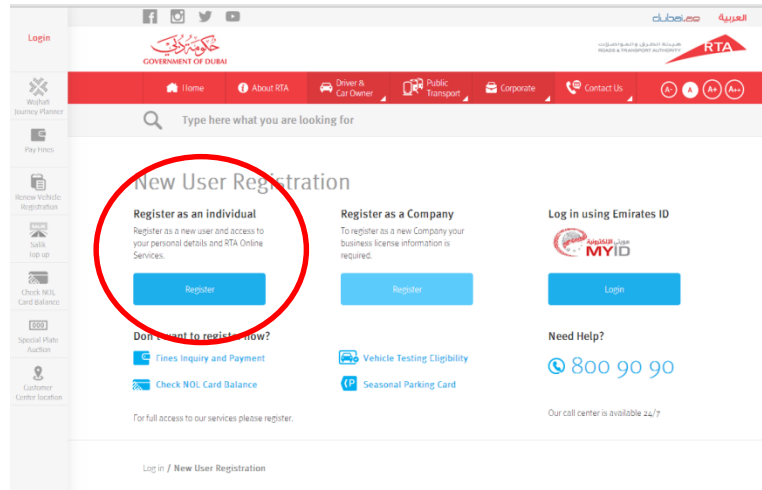 dubai.ae العربية
Login
GOVERNMENT OF DUBAI
ROADS & TRANSPORT AUTHORITY
RTA
Home
About RTA
Driver &
Car Owner
Public
Transport
Corporate
Contact Us
A-
A
A+
A++
Type here what you are looking for
Wojhati
Journey Planner
Pay Fines
Renew Vehicle
Registration
Salik
Top up
Check NOL
Card Balance
Special Plate
Auction
Customer
Center location
New User Registration
Register as an individual
Register as a new user and access to
your personal details and RTA Online
Services.
Register
Register as a Company
To register as a new Company your
business license information is
required.
Register
Log in using Emirates ID
MYID
Login
Don't want to register now?
Fines Inquiry and Payment
Check NOL Card Balance
Vehicle Testing Eligibility
Seasonal Parking Card
For full access to our services please register.
Need Help?
800 90 90
Our call center is available 24/7
Log in / New User Registration